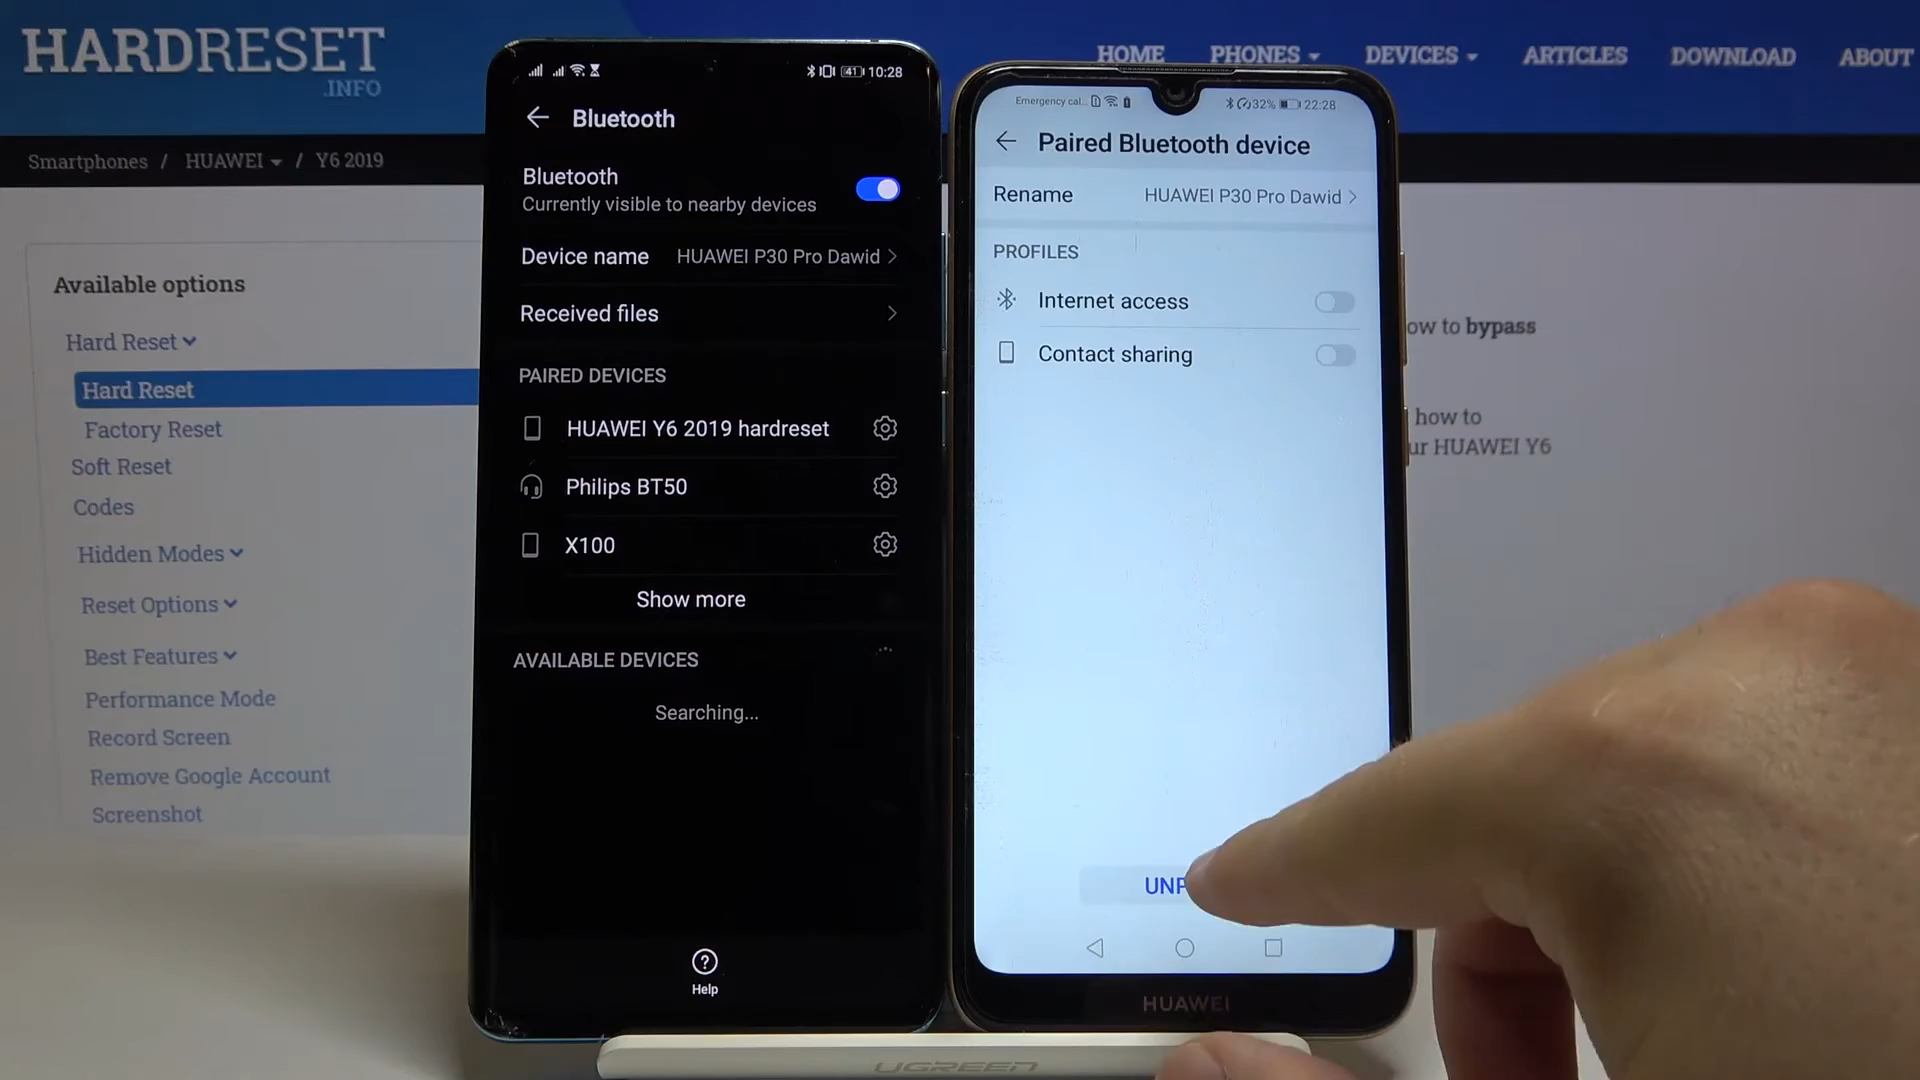 HARDRESET
.INFO
HOME PHONES DEVICES ARTICLES DOWNLOAD ABOUT
Smartphones / HUAWEI / Y6 2019
Available options
Hard Reset
Hard Reset
Factory Reset
Soft Reset
Codes
Hidden Modes
Reset Options
Best Features
Performance Mode
Record Screen
Remove Google Account
Screenshot
41 10:28
Bluetooth
Bluetooth
Currently visible to nearby devices
Device name HUAWEI P30 Pro Dawid
Received files
PAIRED DEVICES
HUAWEI Y6 2019 hardreset
Philips BT50
X100
Show more
AVAILABLE DEVICES
Searching...
Help
Emergency cal... 32% 22:28
Paired Bluetooth device
Rename HUAWEI P30 Pro Dawid
PROFILES
Internet access
Contact sharing
UNP
HUAWEI
ow to bypass
how to
ur HUAWEI Y6
UGREEN